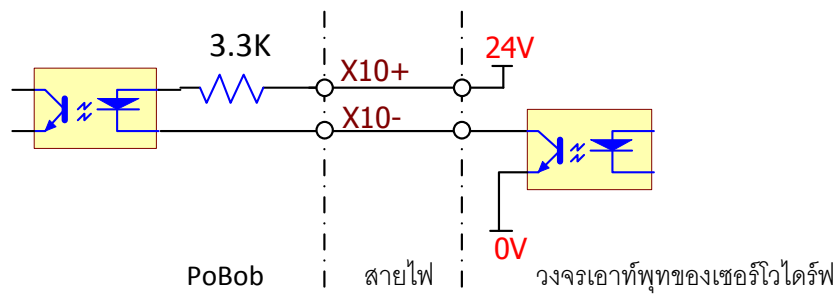 3.3K
24V
X10+
X10-
0V
PoBob
สายไฟ
วงจรเอาท์พุทของเซอร์โวไดร์ฟ